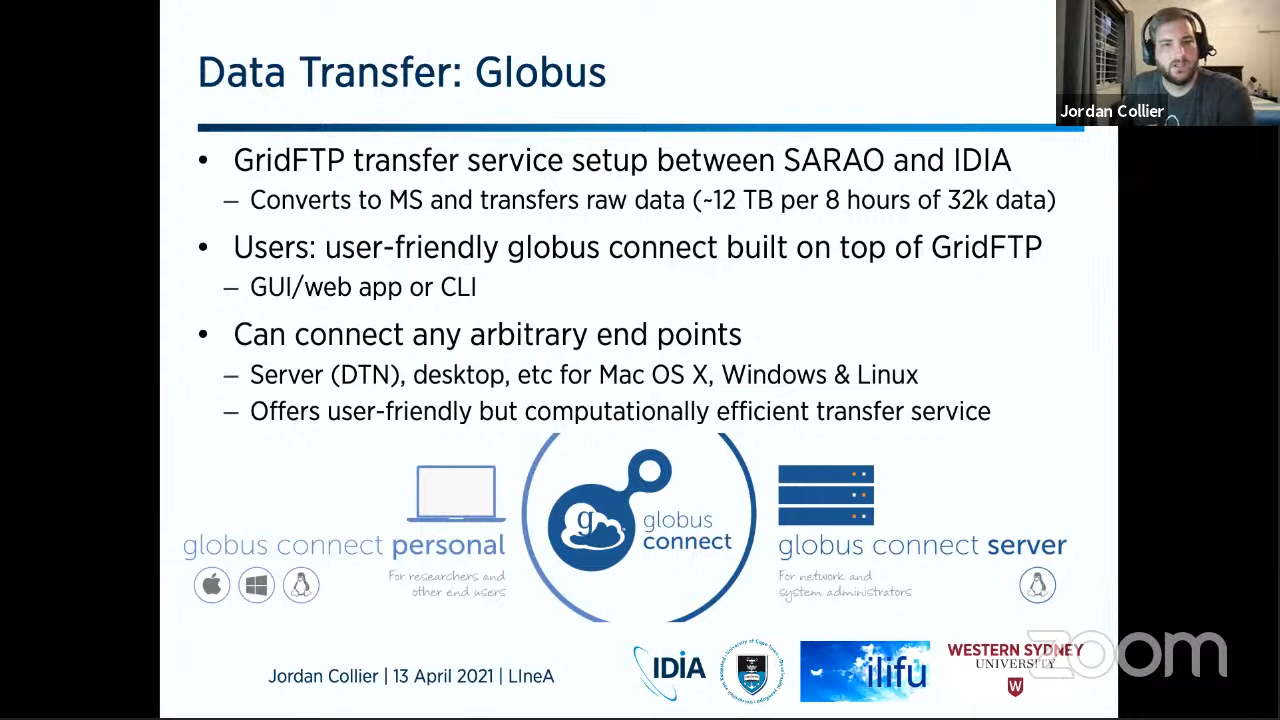 Data Transfer: Globus
Jordan Collier
• GridFTP transfer service setup between SARAO and IDIA
– Converts to MS and transfers raw data (~12 TB per 8 hours of 32k data)
• Users: user-friendly globus connect built on top of GridFTP
– GUI/web app or CLI
• Can connect any arbitrary end points
– Server (DTN), desktop, etc for Mac OS X, Windows & Linux
– Offers user-friendly but computationally efficient transfer service
globus connect personal
For researchers and
other end users
g
globus
connect
globus connect server
For network and
system administrators
Jordan Collier | 13 April 2021 | LIneA
IDIA
ilifu
WESTERN SYDNEY
UNIVERSITY
W
zoom